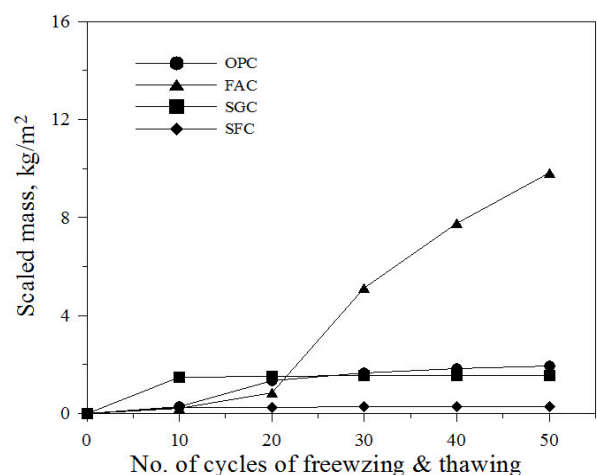 16
12
8
4
0
Scaled mass, kg/m²
OPC
FAC
SGC
SFC
0 10 20 30 40 50
No. of cycles of freewzing & thawing